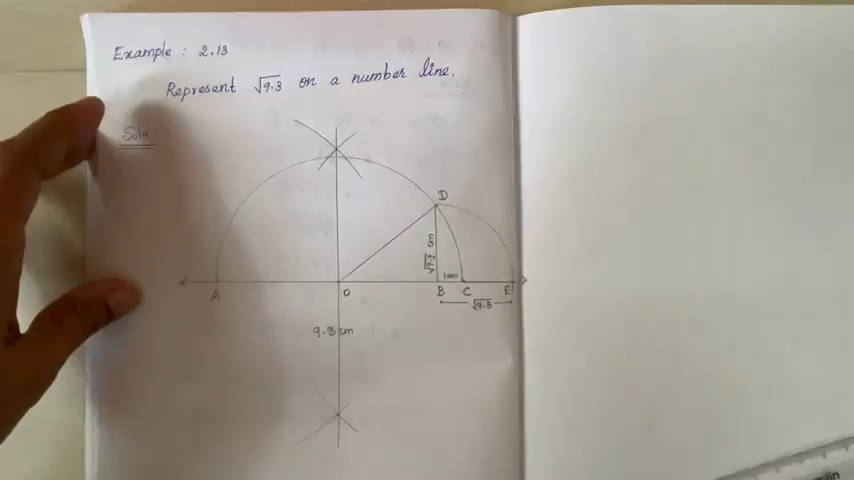 Example : 2.13
Represent √9.3 on a number line.
Soln
D
√9.3 cm
1cm
A
O
B
C
E
√9.3
9.3 cm